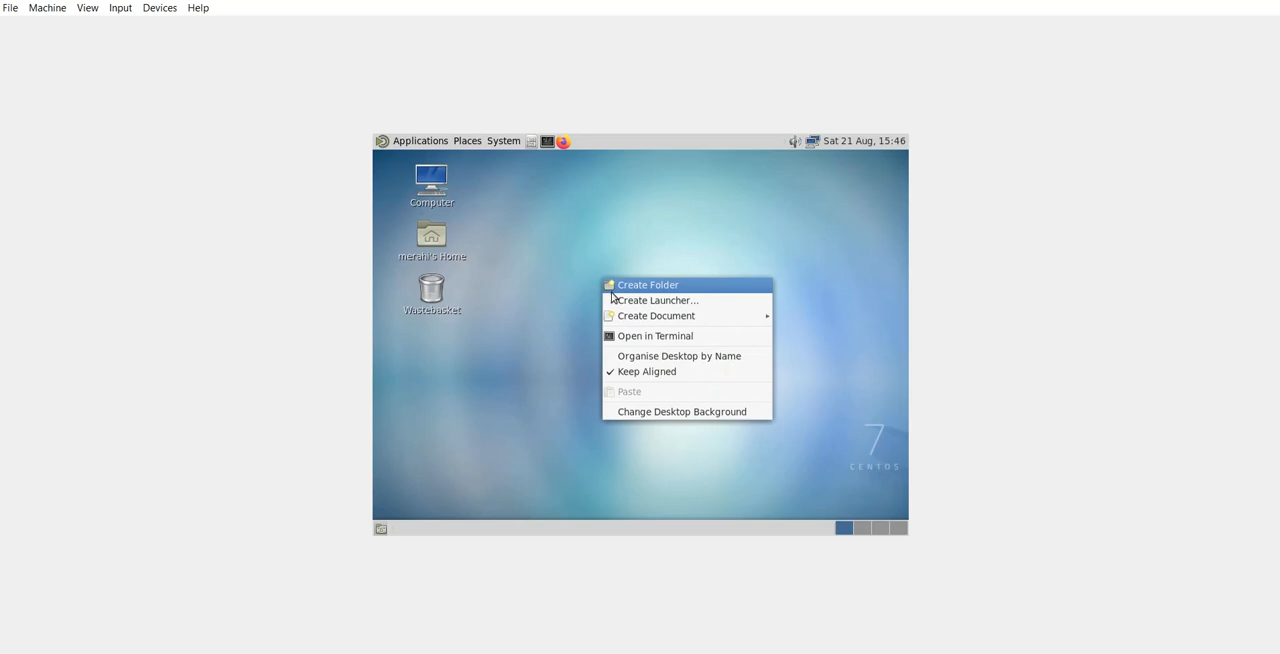 File Machine View Input Devices Help
Applications Places System Sat 21 Aug, 15:46
Computer
merahi's Home
Wastebasket
Create Folder
Create Launcher...
Create Document
Open in Terminal
Organise Desktop by Name
Keep Aligned
Paste
Change Desktop Background
7
CENTOS